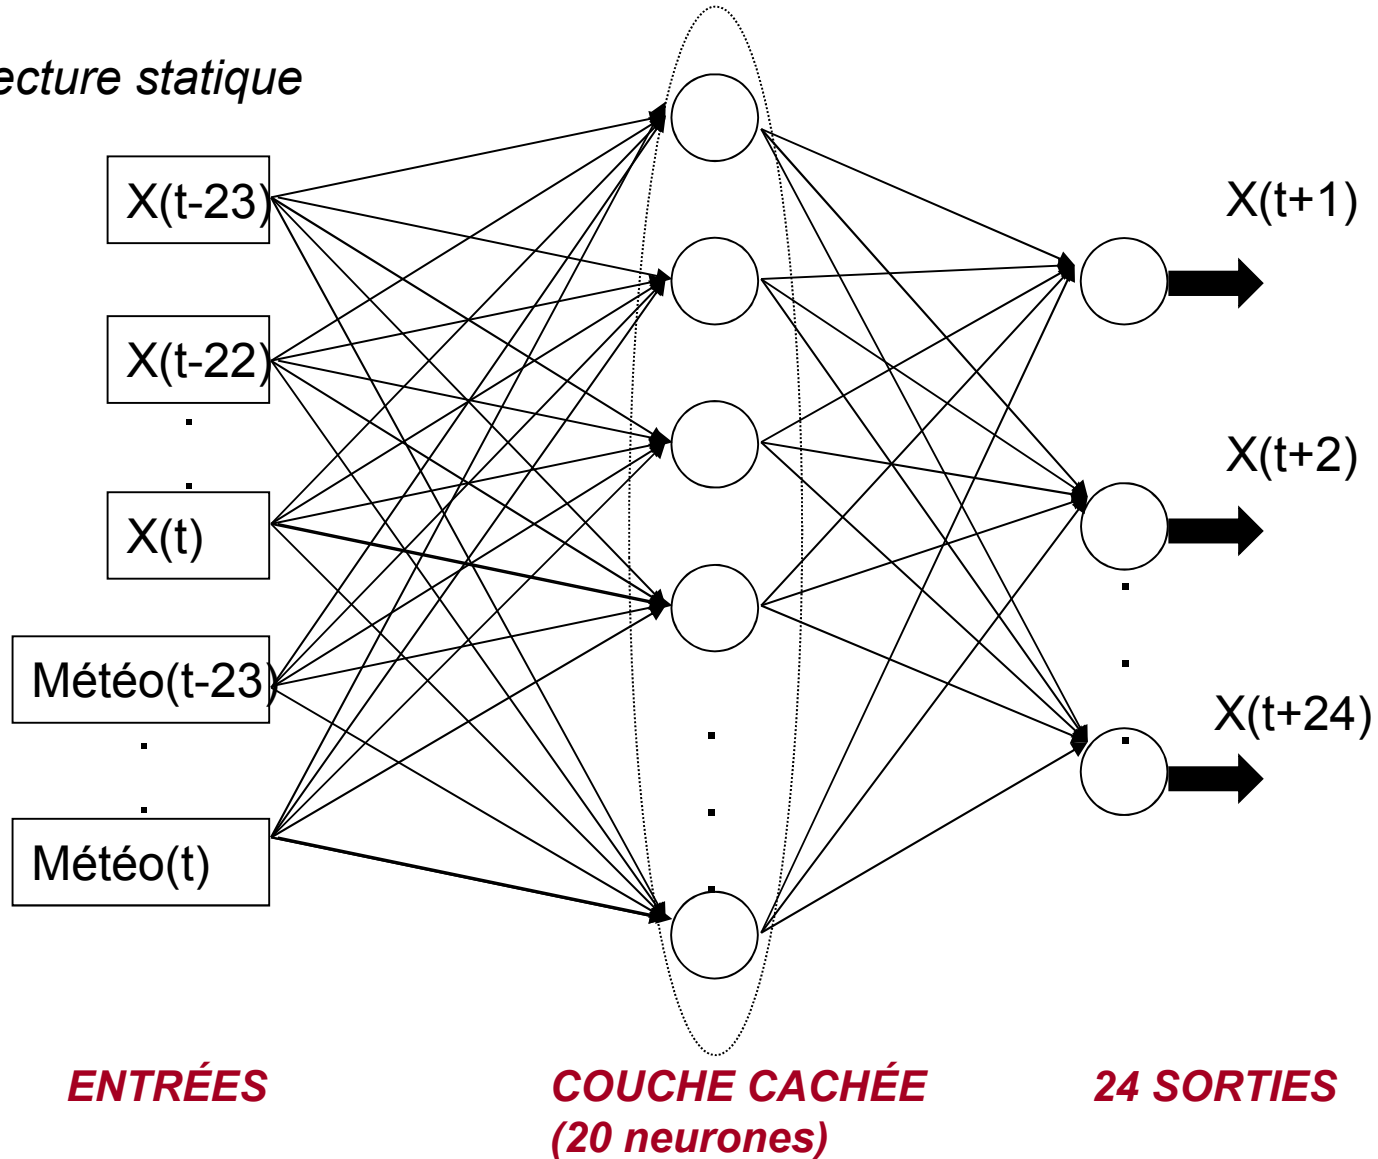 ecture statique
X(t-23)
X(t-22)
X(t)
Météo(t-23)
Météo(t)
X(t+1)
X(t+2)
X(t+24)
ENTRÉES
COUCHE CACHÉE
(20 neurones)
24 SORTIES